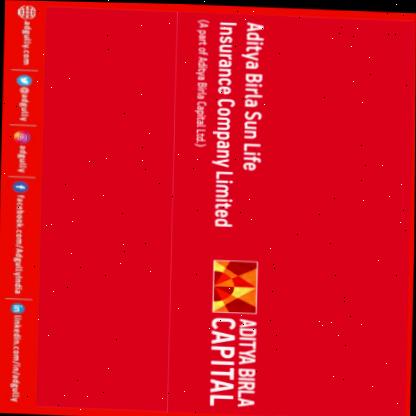 Aditya Birla Sun Life
Insurance Company Limited
(A part of Aditya Birla Capital Ltd.)
ADITYA BIRLA
CAPITAL
adgully.com
@adgully
adgully
facebook.com/AdgullyIndia
linkedin.com/in/adgully